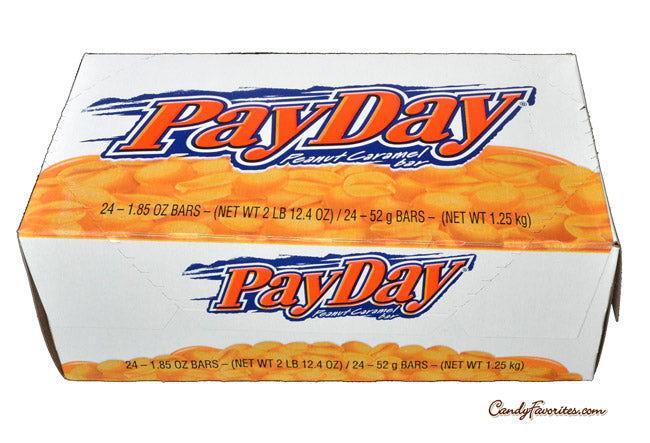 PayDay®
Peanut Caramel
bar
24 – 1.85 OZ BARS – (NET WT 2 LB 12.4 OZ) / 24 – 52 g BARS – (NET WT 1.25 kg)
PayDay®
Peanut Caramel
bar
24 – 1.85 OZ BARS – (NET WT 2 LB 12.4 OZ) / 24 – 52 g BARS – (NET WT 1.25 kg)
CandyFavorites.com